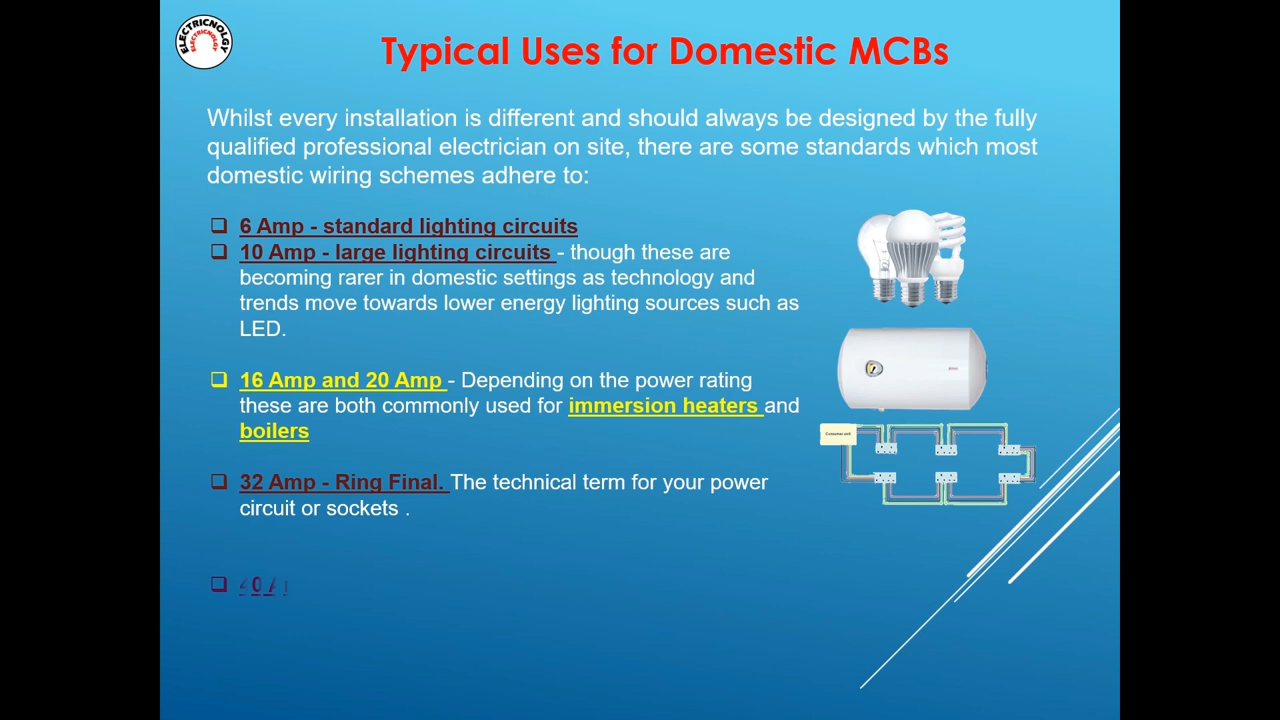 ELECTRICNOLGY
ELECTRICNOLGY
Typical Uses for Domestic MCBs
Whilst every installation is different and should always be designed by the fully
qualified professional electrician on site, there are some standards which most
domestic wiring schemes adhere to:
6 Amp - standard lighting circuits
10 Amp - large lighting circuits - though these are
becoming rarer in domestic settings as technology and
trends move towards lower energy lighting sources such as
LED.
16 Amp and 20 Amp - Depending on the power rating
these are both commonly used for immersion heaters and
boilers
Consumer unit
32 Amp - Ring Final. The technical term for your power
circuit or sockets .
40 A